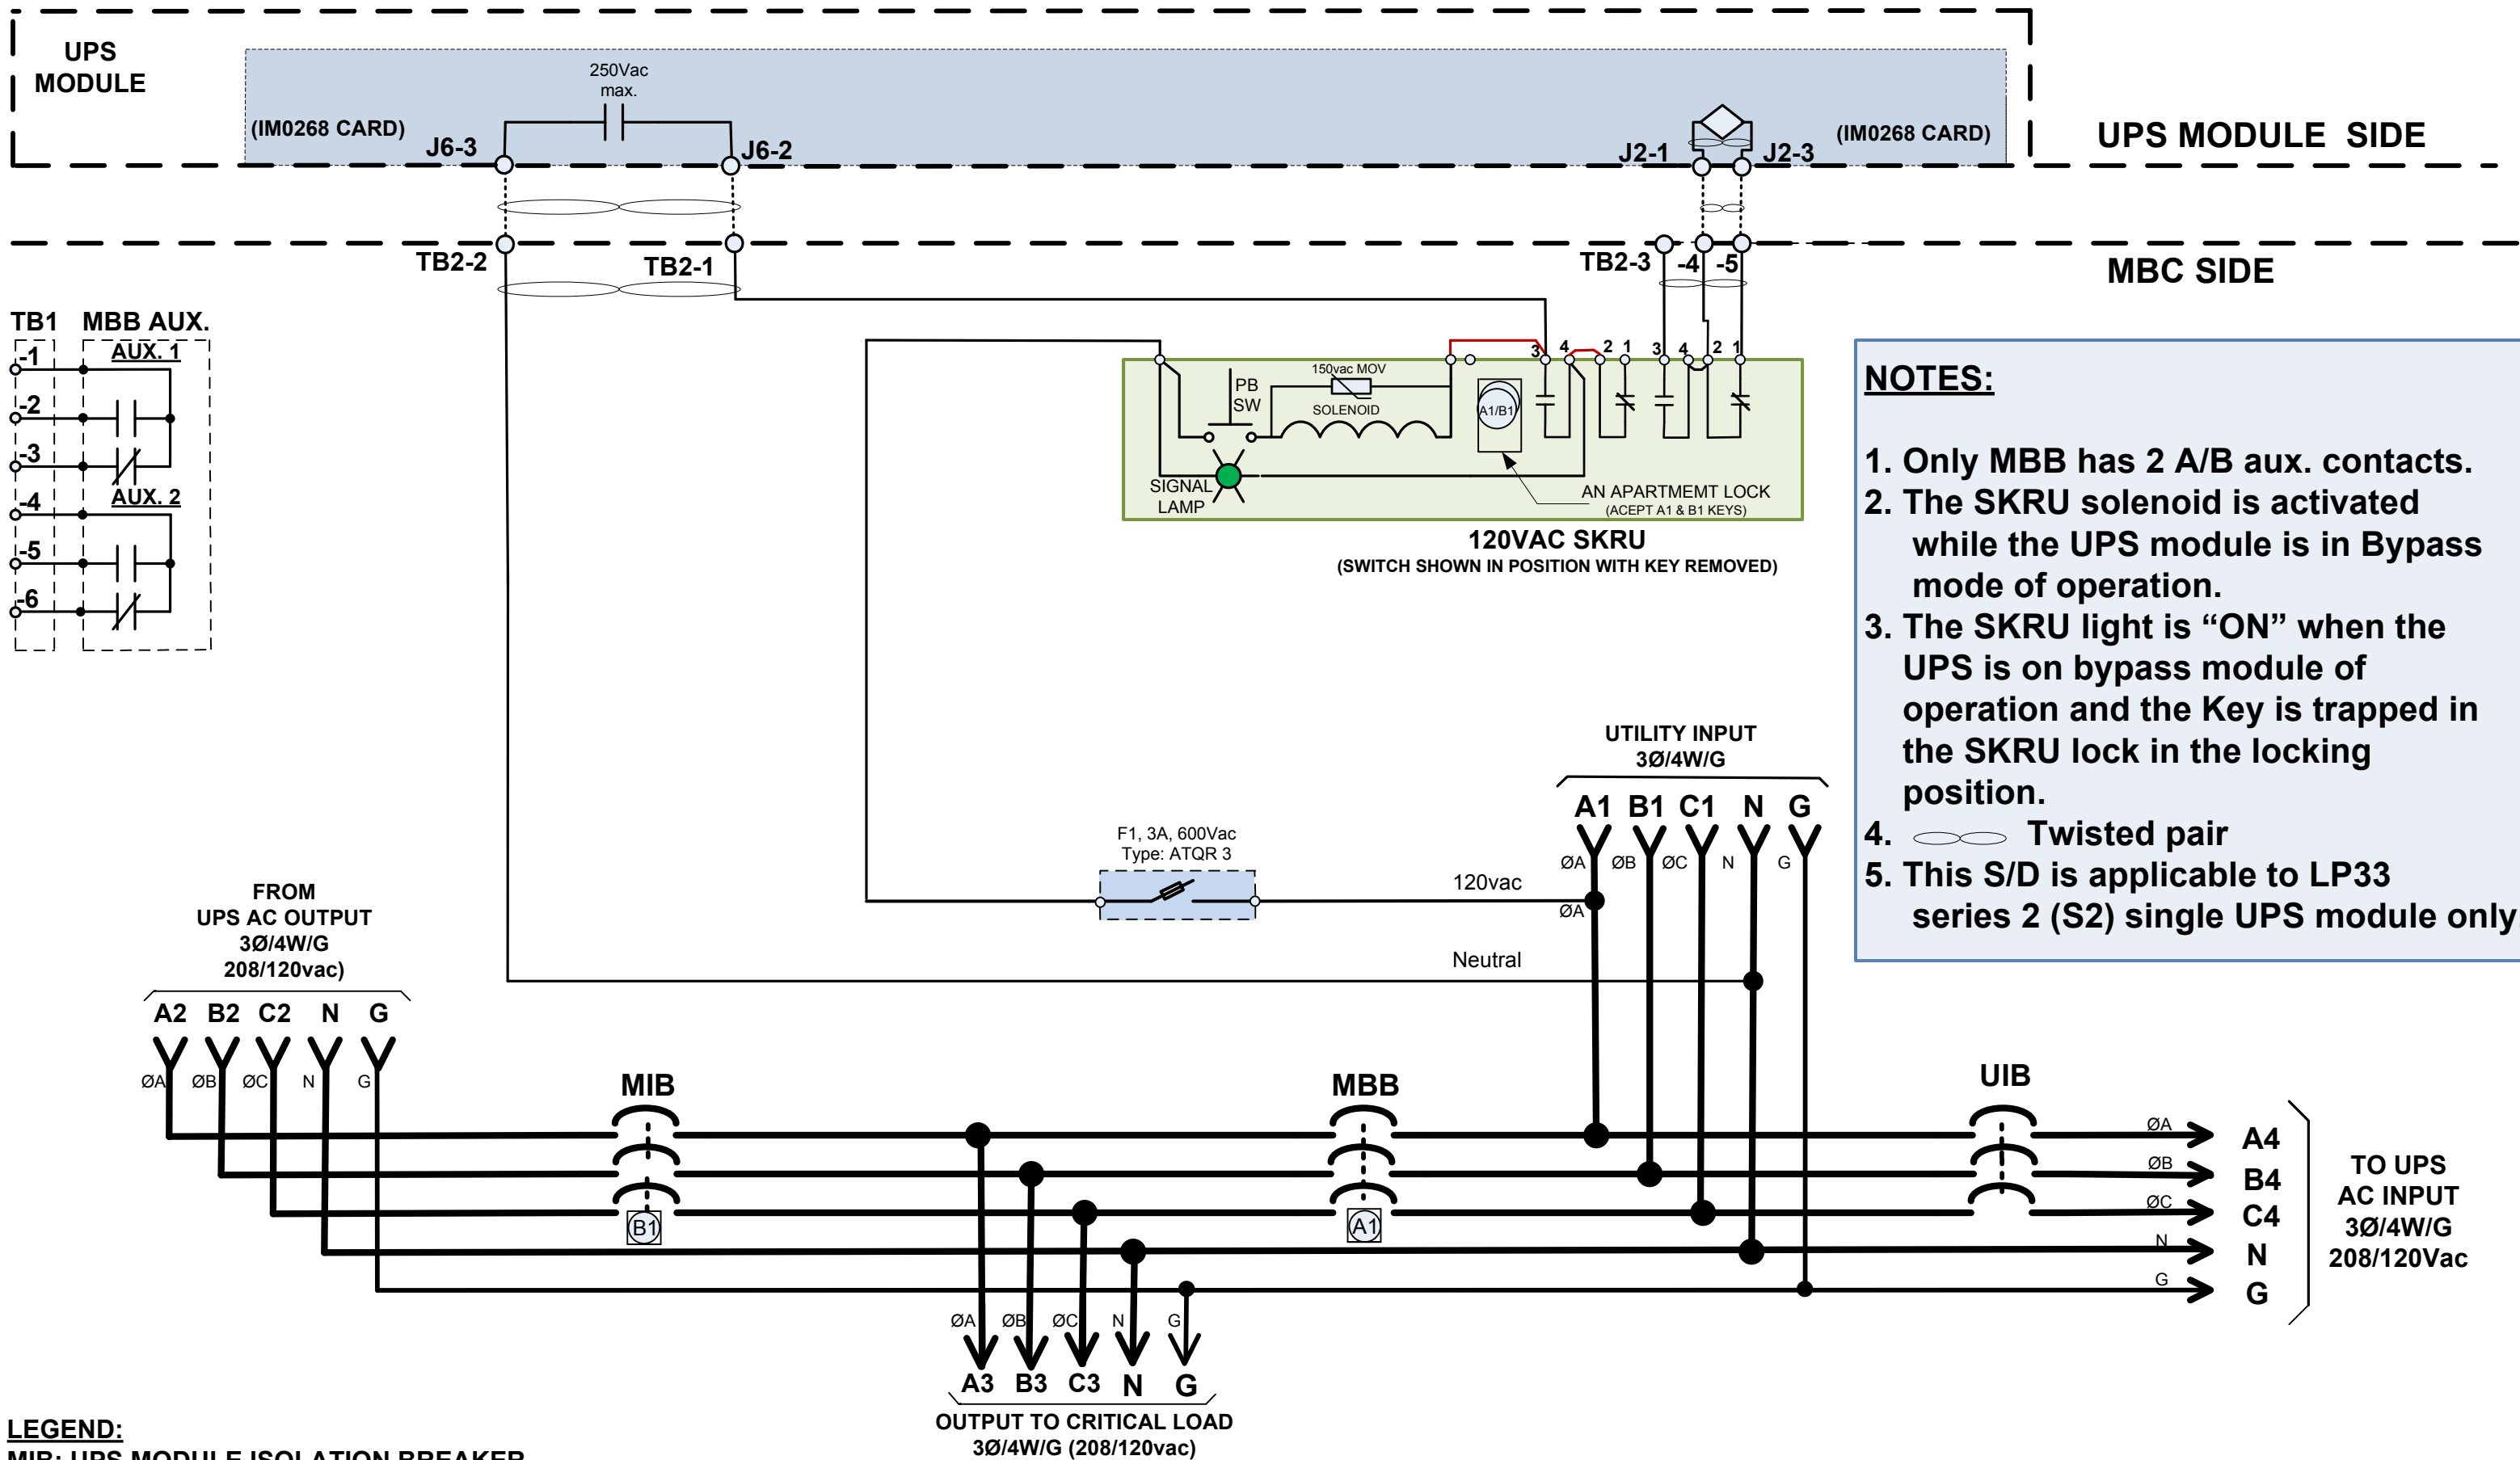 UPS
MODULE
250Vac
max.
(IM0268 CARD)
(IM0268 CARD)
J6-3
J6-2
J2-1
J2-3
UPS MODULE SIDE
TB2-2
TB2-1
TB2-3
-4
-5
MBC SIDE
TB1
MBB AUX.
-1
AUX. 1
-2
-3
-4
AUX. 2
-5
-6
3
4
2
1
3
4
2
1
150vac MOV
PB
SW
SOLENOID
A1/B1
SIGNAL
LAMP
AN APARTMEMT LOCK
(ACEPT A1 & B1 KEYS)
120VAC SKRU
(SWITCH SHOWN IN POSITION WITH KEY REMOVED)
NOTES:
1. Only MBB has 2 A/B aux. contacts.
2. The SKRU solenoid is activated
while the UPS module is in Bypass
mode of operation.
3. The SKRU light is “ON” when the
UPS is on bypass module of
operation and the Key is trapped in
the SKRU lock in the locking
position.
4. Twisted pair
5. This S/D is applicable to LP33
series 2 (S2) single UPS module only
UTILITY INPUT
3Ø/4W/G
A1 B1 C1 N G
ØA ØB ØC N G
F1, 3A, 600Vac
Type: ATQR 3
120vac
ØA
Neutral
FROM
UPS AC OUTPUT
3Ø/4W/G
208/120vac)
A2 B2 C2 N G
ØA ØB ØC N G
MIB
MBB
UIB
B1
A1
ØA
A4
ØB
B4
ØC
C4
N
N
G
G
TO UPS
AC INPUT
3Ø/4W/G
208/120Vac
ØA ØB ØC N G
A3 B3 C3 N G
OUTPUT TO CRITICAL LOAD
3Ø/4W/G (208/120vac)
LEGEND:
MIB: UPS MODULE ISOLATION BREAKER